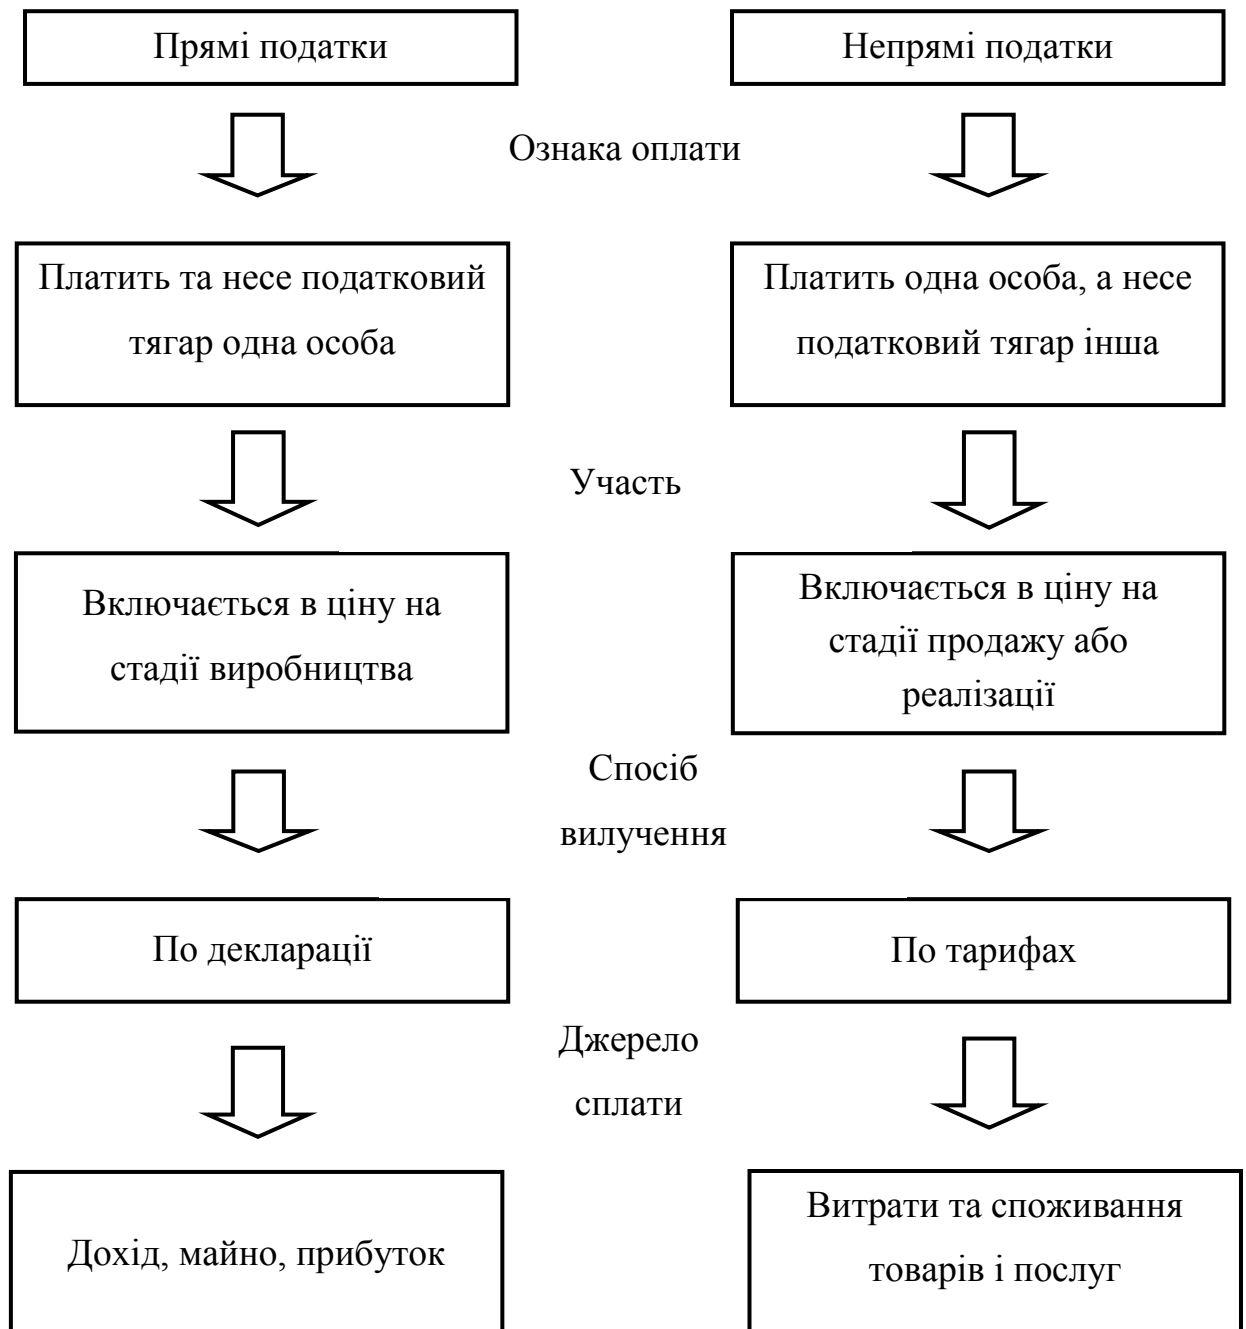 Прямі податки
Непрямі податки
Ознака оплати
Платить та несе податковий
тягар одна особа
Платить одна особа, а несе
податковий тягар інша
Участь
Включається в ціну на
стадії виробництва
Включається в ціну на
стадії продажу або
реалізації
Спосіб
вилучення
По декларації
По тарифах
Джерело
сплати
Дохід, майно, прибуток
Витрати та споживання
товарів і послуг